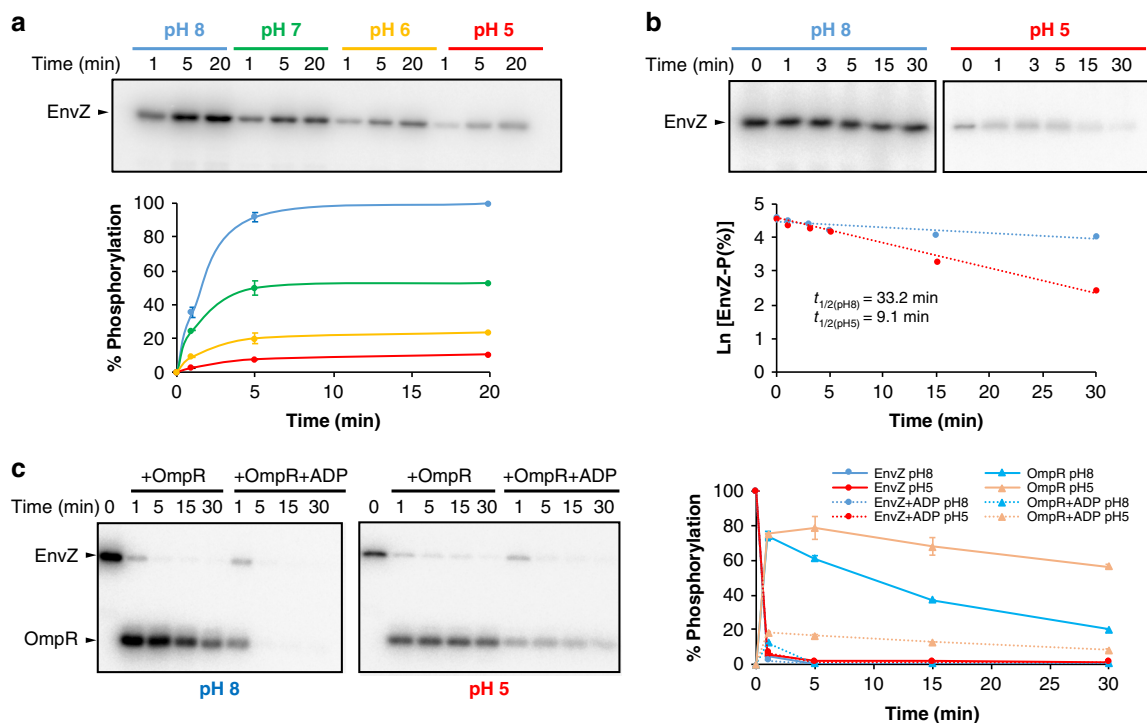 a
pH 8 pH 7 pH 6 pH 5
Time (min) 1 5 20 1 5 20 1 5 20 1 5 20
EnvZ
% Phosphorylation
100
80
60
40
20
0
0 5 10 15 20
Time (min)
b
pH 8 pH 5
Time (min) 0 1 3 5 15 30 0 1 3 5 15 30
EnvZ
Ln [EnvZ-P(%)]
5
4
3
2
1
0
t1/2(pH8) = 33.2 min
t1/2(pH5) = 9.1 min
0 5 10 15 20 25 30
Time (min)
c
+OmpR +OmpR+ADP +OmpR +OmpR+ADP
Time (min) 0 1 5 15 30 1 5 15 30 0 1 5 15 30 1 5 15 30
EnvZ
OmpR
pH 8 pH 5
EnvZ pH8 OmpR pH8
EnvZ pH5 OmpR pH5
EnvZ+ADP pH8 OmpR+ADP pH8
EnvZ+ADP pH5 OmpR+ADP pH5
% Phosphorylation
100
80
60
40
20
0
0 5 10 15 20 25 30
Time (min)